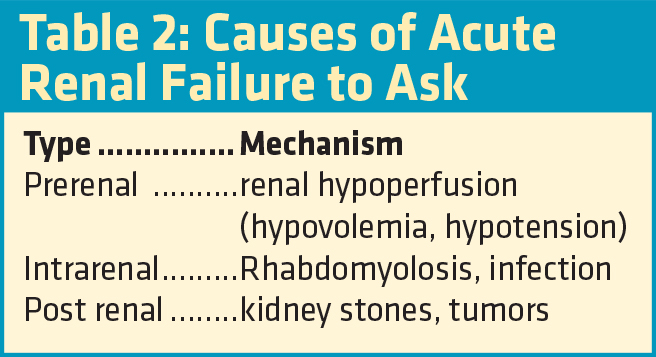 Table 2: Causes of Acute
Renal Failure to Ask
Type ............... Mechanism
Prerenal ..........renal hypoperfusion
(hypovolemia, hypotension)
Intrarenal.........Rhabdomyolosis, infection
Post renal ........kidney stones, tumors